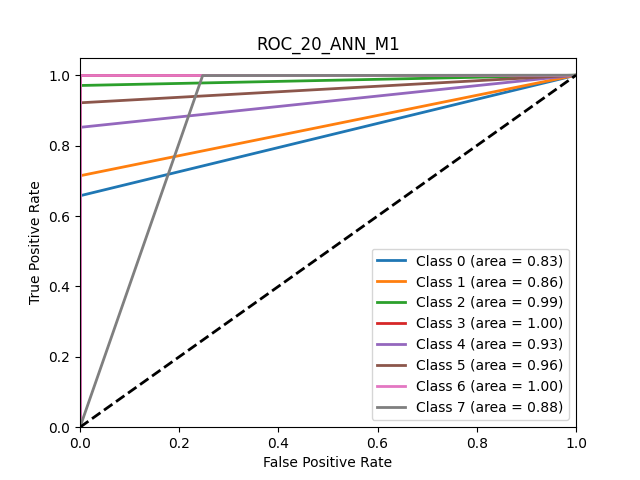 ROC_20_ANN_M1
1.0
0.8
0.6
0.4
0.2
0.0
True Positive Rate
Class 0 (area = 0.83)
Class 1 (area = 0.86)
Class 2 (area = 0.99)
Class 3 (area = 1.00)
Class 4 (area = 0.93)
Class 5 (area = 0.96)
Class 6 (area = 1.00)
Class 7 (area = 0.88)
0.0 0.2 0.4 0.6 0.8 1.0
False Positive Rate